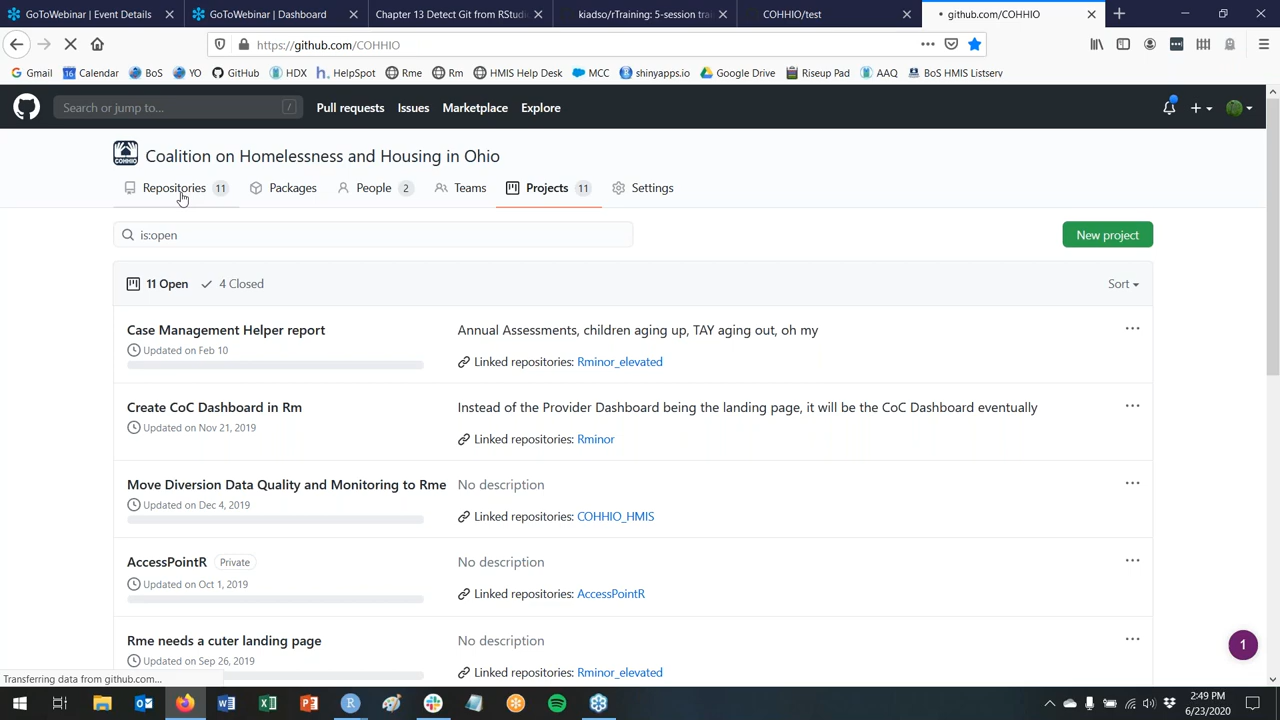 GoToWebinar | Event Details
GoToWebinar | Dashboard
Chapter 13 Detect Git from RStudi
kiadso/rTraining: 5-session trai
COHHIO/test
github.com/COHHIO
https://github.com/COHHIO
Gmail
16 Calendar
BoS
YO
GitHub
HDX
HelpSpot
Rme
Rm
HMIS Help Desk
MCC
shinyapps.io
Google Drive
Riseup Pad
AAQ
BoS HMIS Listserv
Search or jump to... /
Pull requests
Issues
Marketplace
Explore
COHHIO
Coalition on Homelessness and Housing in Ohio
Repositories 11
Packages
People 2
Teams
Projects 11
Settings
is:open
New project
11 Open
4 Closed
Sort
Case Management Helper report
Annual Assessments, children aging up, TAY aging out, oh my
Updated on Feb 10
Linked repositories: Rminor_elevated
Create CoC Dashboard in Rm
Instead of the Provider Dashboard being the landing page, it will be the CoC Dashboard eventually
Updated on Nov 21, 2019
Linked repositories: Rminor
Move Diversion Data Quality and Monitoring to Rme
No description
Updated on Dec 4, 2019
Linked repositories: COHHIO_HMIS
AccessPointR Private
No description
Updated on Oct 1, 2019
Linked repositories: AccessPointR
Rme needs a cuter landing page
No description
Updated on Sep 26, 2019
Linked repositories: Rminor_elevated
1
Transferring data from github.com...
2:49 PM
6/23/2020